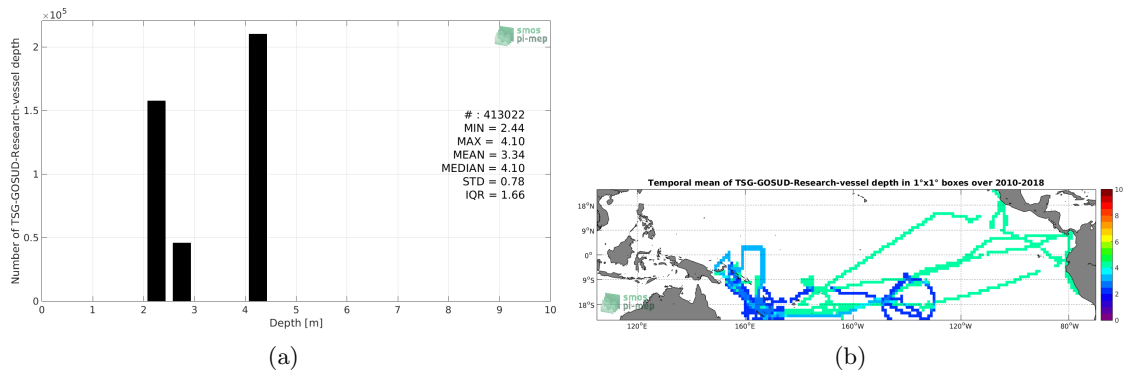 ×10⁵
2
1.5
1
0.5
0
Number of TSG-GOSUD-Research-vessel depth
smos
pi-mep
# : 413022
MIN = 2.44
MAX = 4.10
MEAN = 3.34
MEDIAN = 4.10
STD = 0.78
IQR = 1.66
0 1 2 3 4 5 6 7 8 9 10
Depth [m]
(a)
Temporal mean of TSG-GOSUD-Research-vessel depth in 1°x1° boxes over 2010-2018
18°N
9°N
0°
9°S
18°S
smos
pi-mep
120°E 160°E 160°W 120°W 80°W
10
8
6
4
2
0
(b)